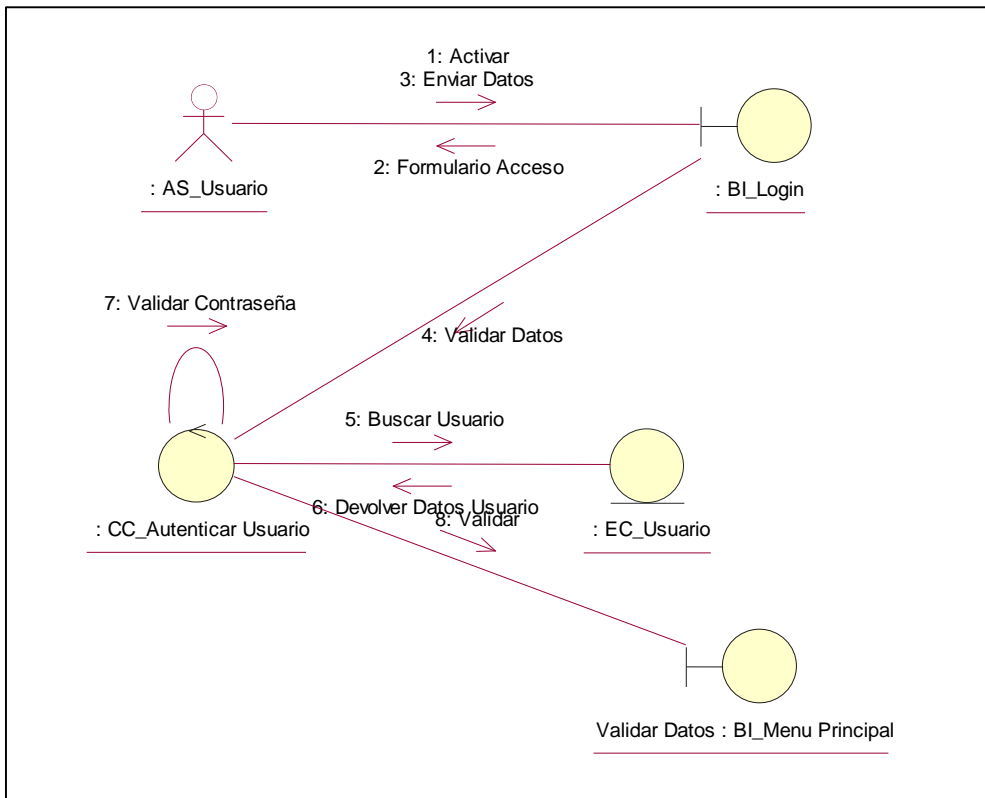 1: Activar
3: Enviar Datos
2: Formulario Acceso
: AS_Usuario
: BI_Login
7: Validar Contraseña
4: Validar Datos
5: Buscar Usuario
6: Devolver Datos Usuario
8: Validar
: CC_Autenticar Usuario
: EC_Usuario
Validar Datos : BI_Menu Principal